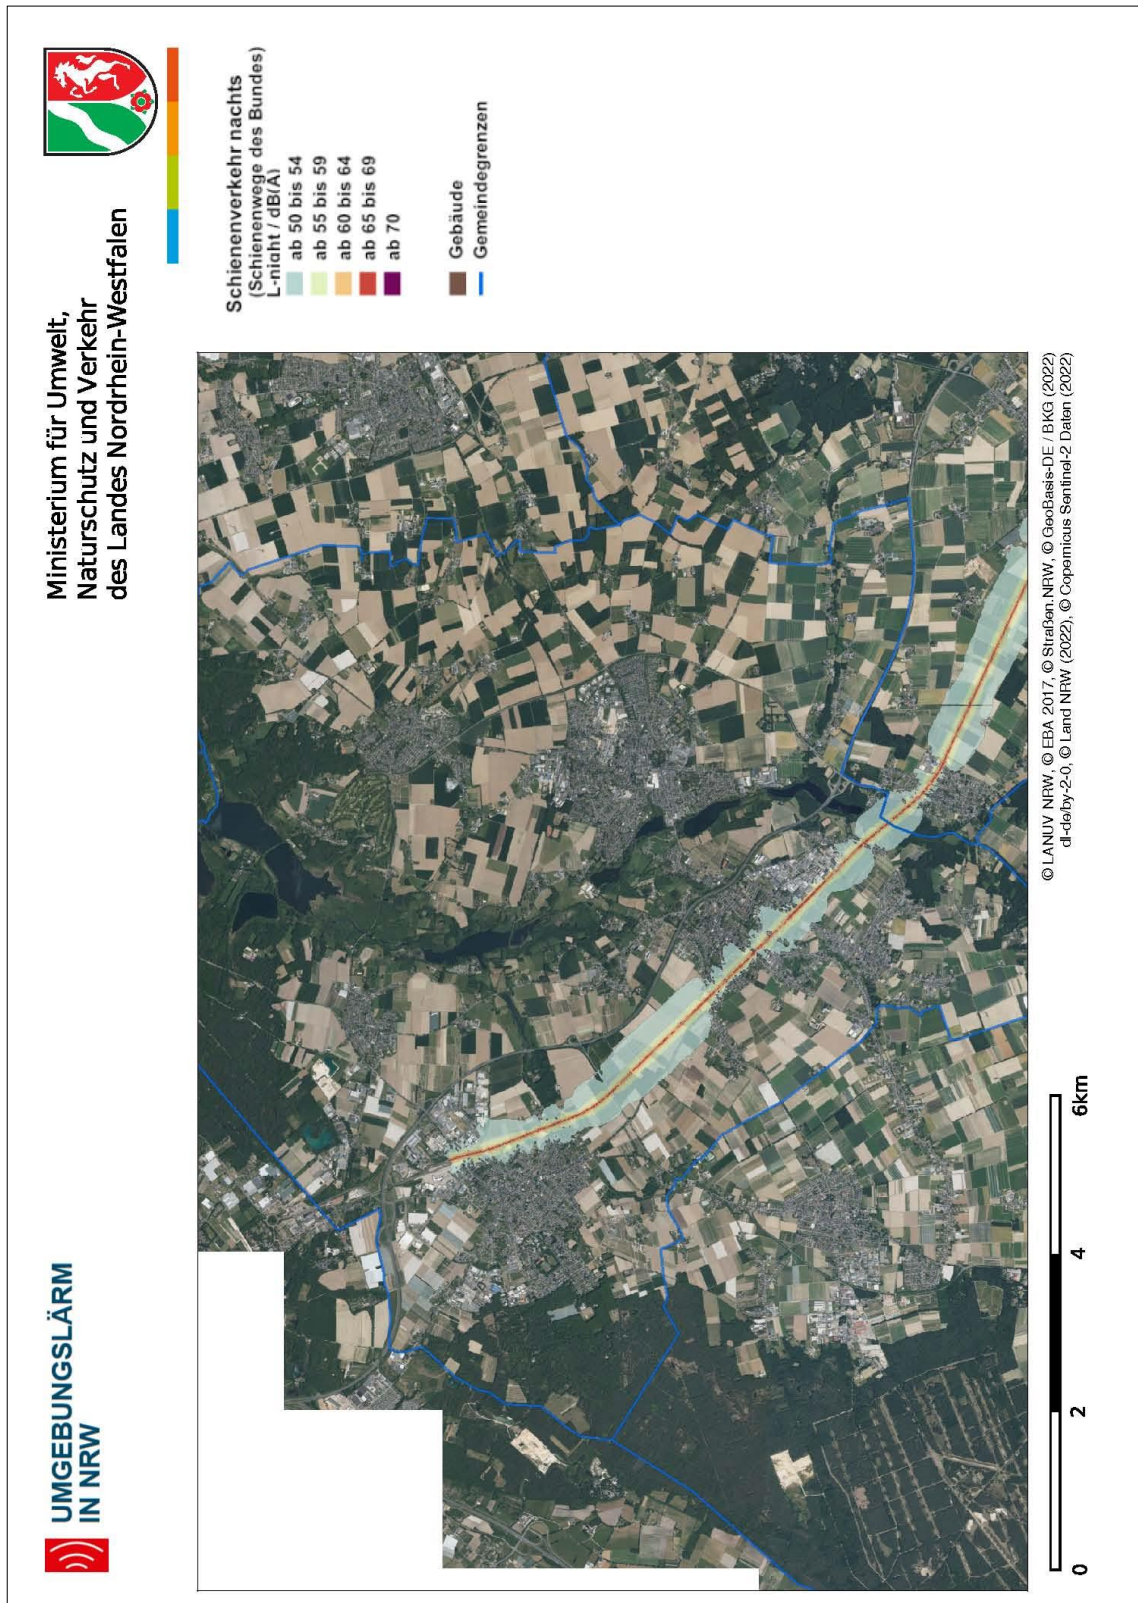 UMGEBUNGSLÄRM
IN NRW
Ministerium für Umwelt,
Naturschutz und Verkehr
des Landes Nordrhein-Westfalen
Schienenverkehr nachts
(Schienenwege des Bundes)
L-night / dB(A)
ab 50 bis 54
ab 55 bis 59
ab 60 bis 64
ab 65 bis 69
ab 70
Gebäude
Gemeindegrenzen
0 2 4 6km
© LANUV NRW, © EBA 2017, © Straßen.NRW, © GeoBasis-DE / BKG (2022)
dl-de/by-2-0, © Land NRW (2022), © Copernicus Sentinel-2 Daten (2022)